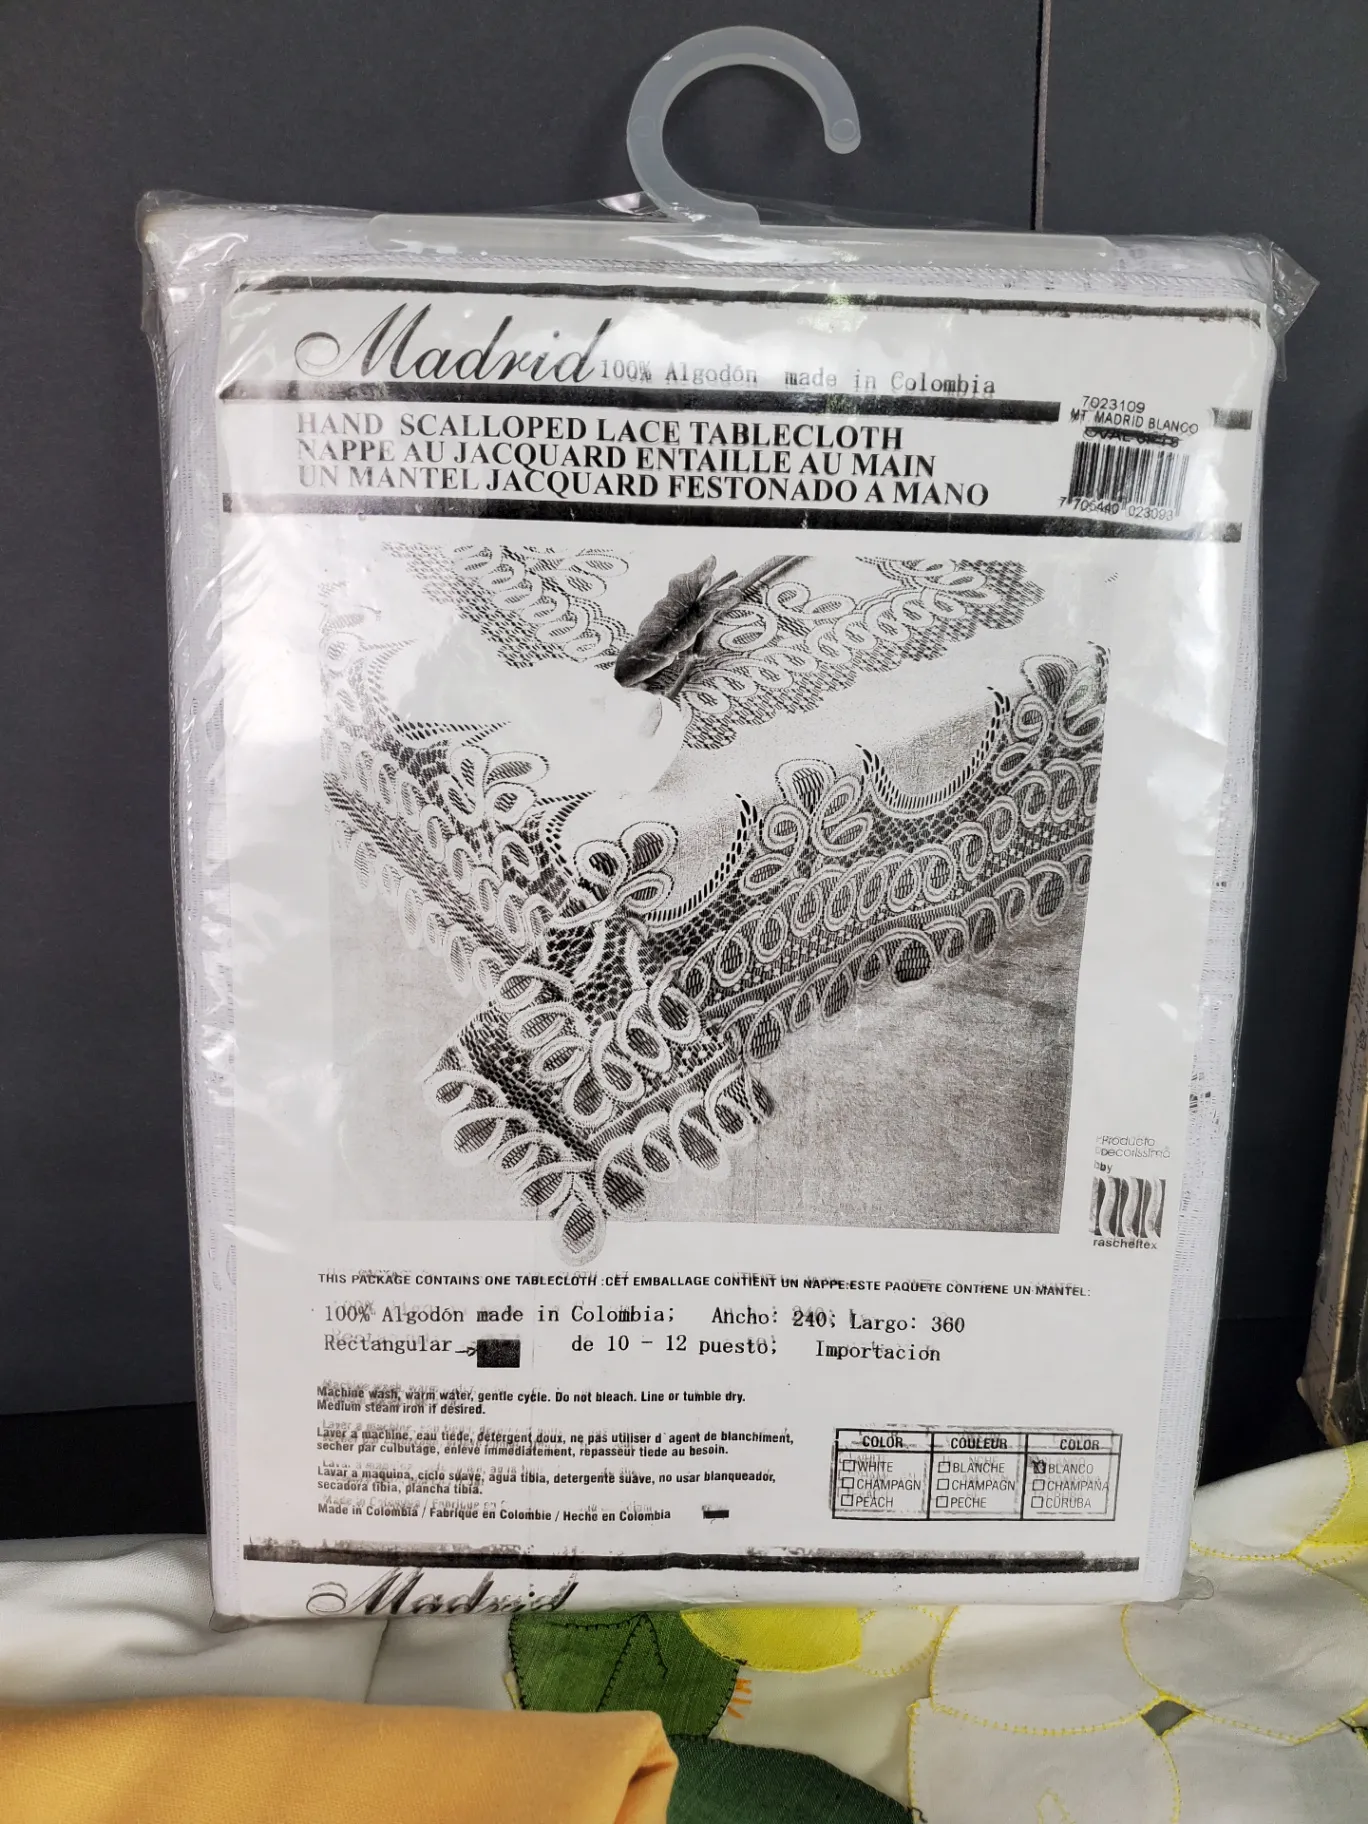 Madrid 100% Algodón made in Colombia
7023109
MT MADRID BLANCO
HAND SCALLOPED LACE TABLECLOTH
NAPPE AU JACQUARD ENTAILLE AU MAIN
UN MANTEL JACQUARD FESTONADO A MANO
7 706440 023093
Producto
Decorissima
by
rascheltex
THIS PACKAGE CONTAINS ONE TABLECLOTH :CET EMBALLAGE CONTIENT UN NAPPE:ESTE PAQUETE CONTIENE UN MANTEL:
100% Algodón made in Colombia; Ancho: 240; Largo: 360
Rectangular de 10 - 12 puesto; Importación
Machine wash, warm water, gentle cycle. Do not bleach. Line or tumble dry.
Medium steam iron if desired.
Laver a machine, eau tiede, detergent doux, ne pas utiliser d'agent de blanchiment,
secher par culbutage, enleve immediatement, repasseur tiede au besoin.
Lavar a maquina, ciclo suave, agua tibia, detergente suave, no usar blanqueador,
secadora tibia, plancha tibia.
Made in Colombia / Fabrique en Colombie / Heche en Colombia
COLOR COULEUR COLOR
WHITE BLANCHE BLANCO
CHAMPAGN CHAMPAGN CHAMPAÑA
PEACH PECHE CURUBA
Madrid